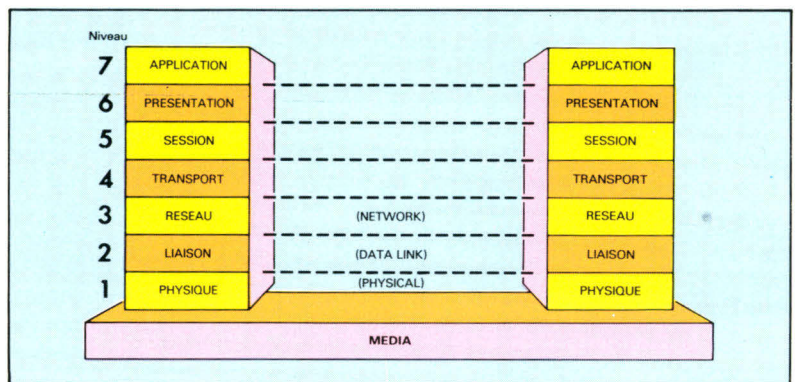 Niveau
7 APPLICATION APPLICATION
6 PRESENTATION PRESENTATION
5 SESSION SESSION
4 TRANSPORT TRANSPORT
3 RESEAU (NETWORK) RESEAU
2 LIAISON (DATA LINK) LIAISON
1 PHYSIQUE (PHYSICAL) PHYSIQUE
MEDIA